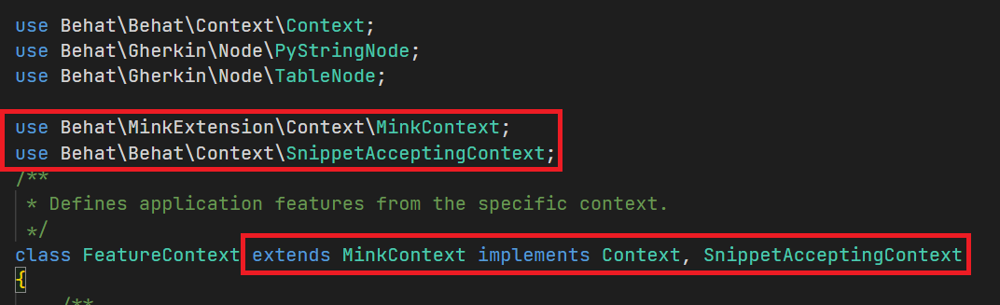 use Behat\Behat\Context\Context;
use Behat\Gherkin\Node\PyStringNode;
use Behat\Gherkin\Node\TableNode;
use Behat\MinkExtension\Context\MinkContext;
use Behat\Behat\Context\SnippetAcceptingContext;
/**
* Defines application features from the specific context.
*/
class FeatureContext extends MinkContext implements Context, SnippetAcceptingContext
{
/**